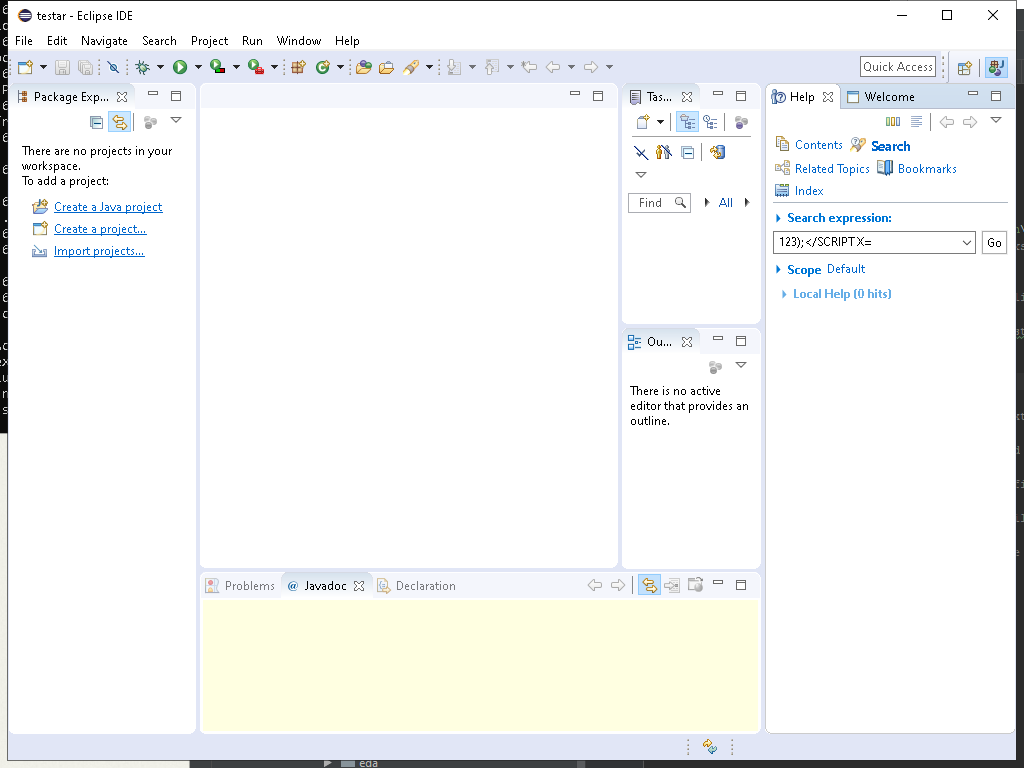 testar - Eclipse IDE
File Edit Navigate Search Project Run Window Help
Quick Access
Package Exp...
There are no projects in your
workspace.
To add a project:
Create a Java project
Create a project...
Import projects...
Tas...
Find
All
Ou...
There is no active
editor that provides an
outline.
Help
Welcome
Contents
Search
Related Topics
Bookmarks
Index
Search expression:
123);</SCRIPTX=
Go
Scope Default
Local Help (0 hits)
Problems
@ Javadoc
Declaration
eda